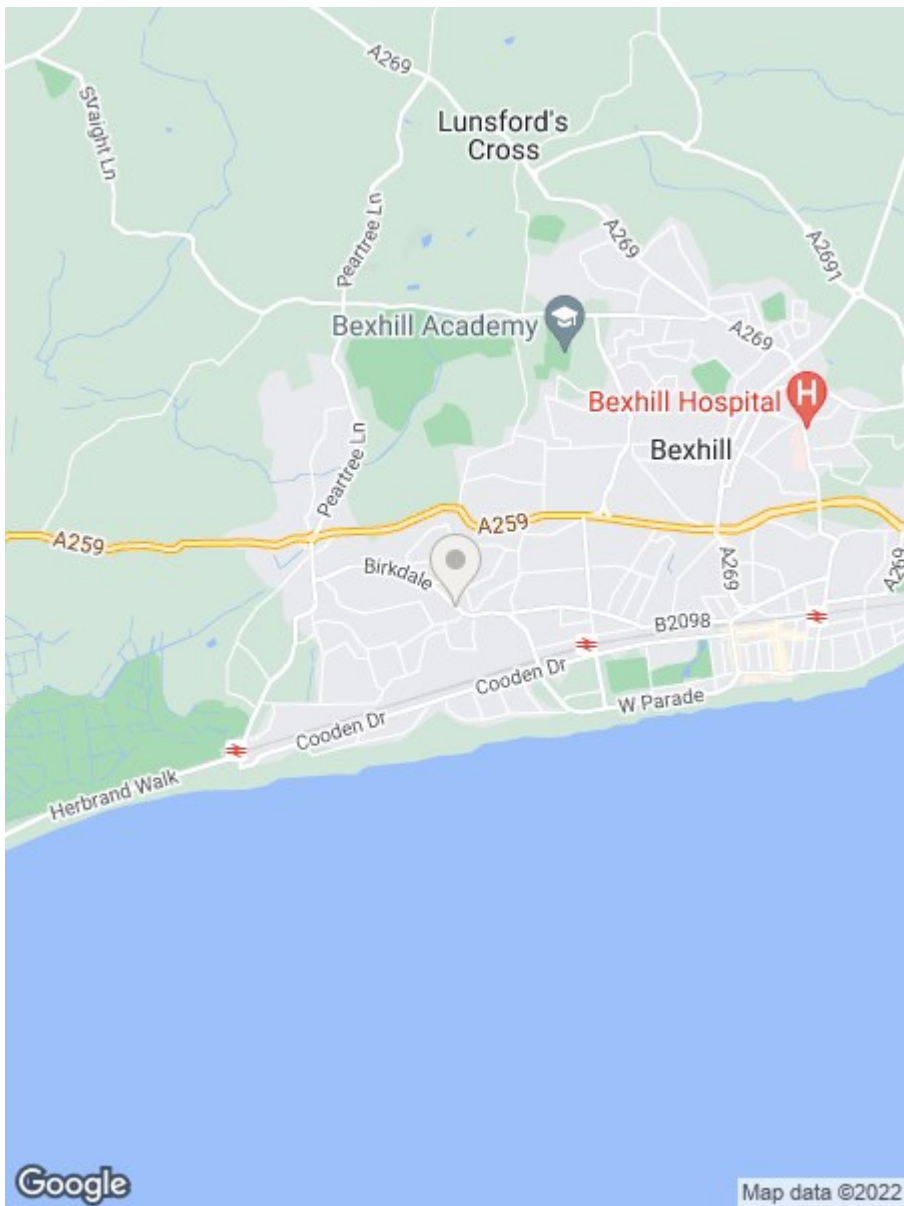 A269
Straight Ln
Lunsford's
Cross
Peartree Ln
A269
A2691
Bexhill Academy
A269
Bexhill Hospital
H
Bexhill
Peartree Ln
A259
A259
Birkdale
A269
A269
B2098
Cooden Dr
W Parade
Cooden Dr
Herbrand Walk
Google
Map data ©2022